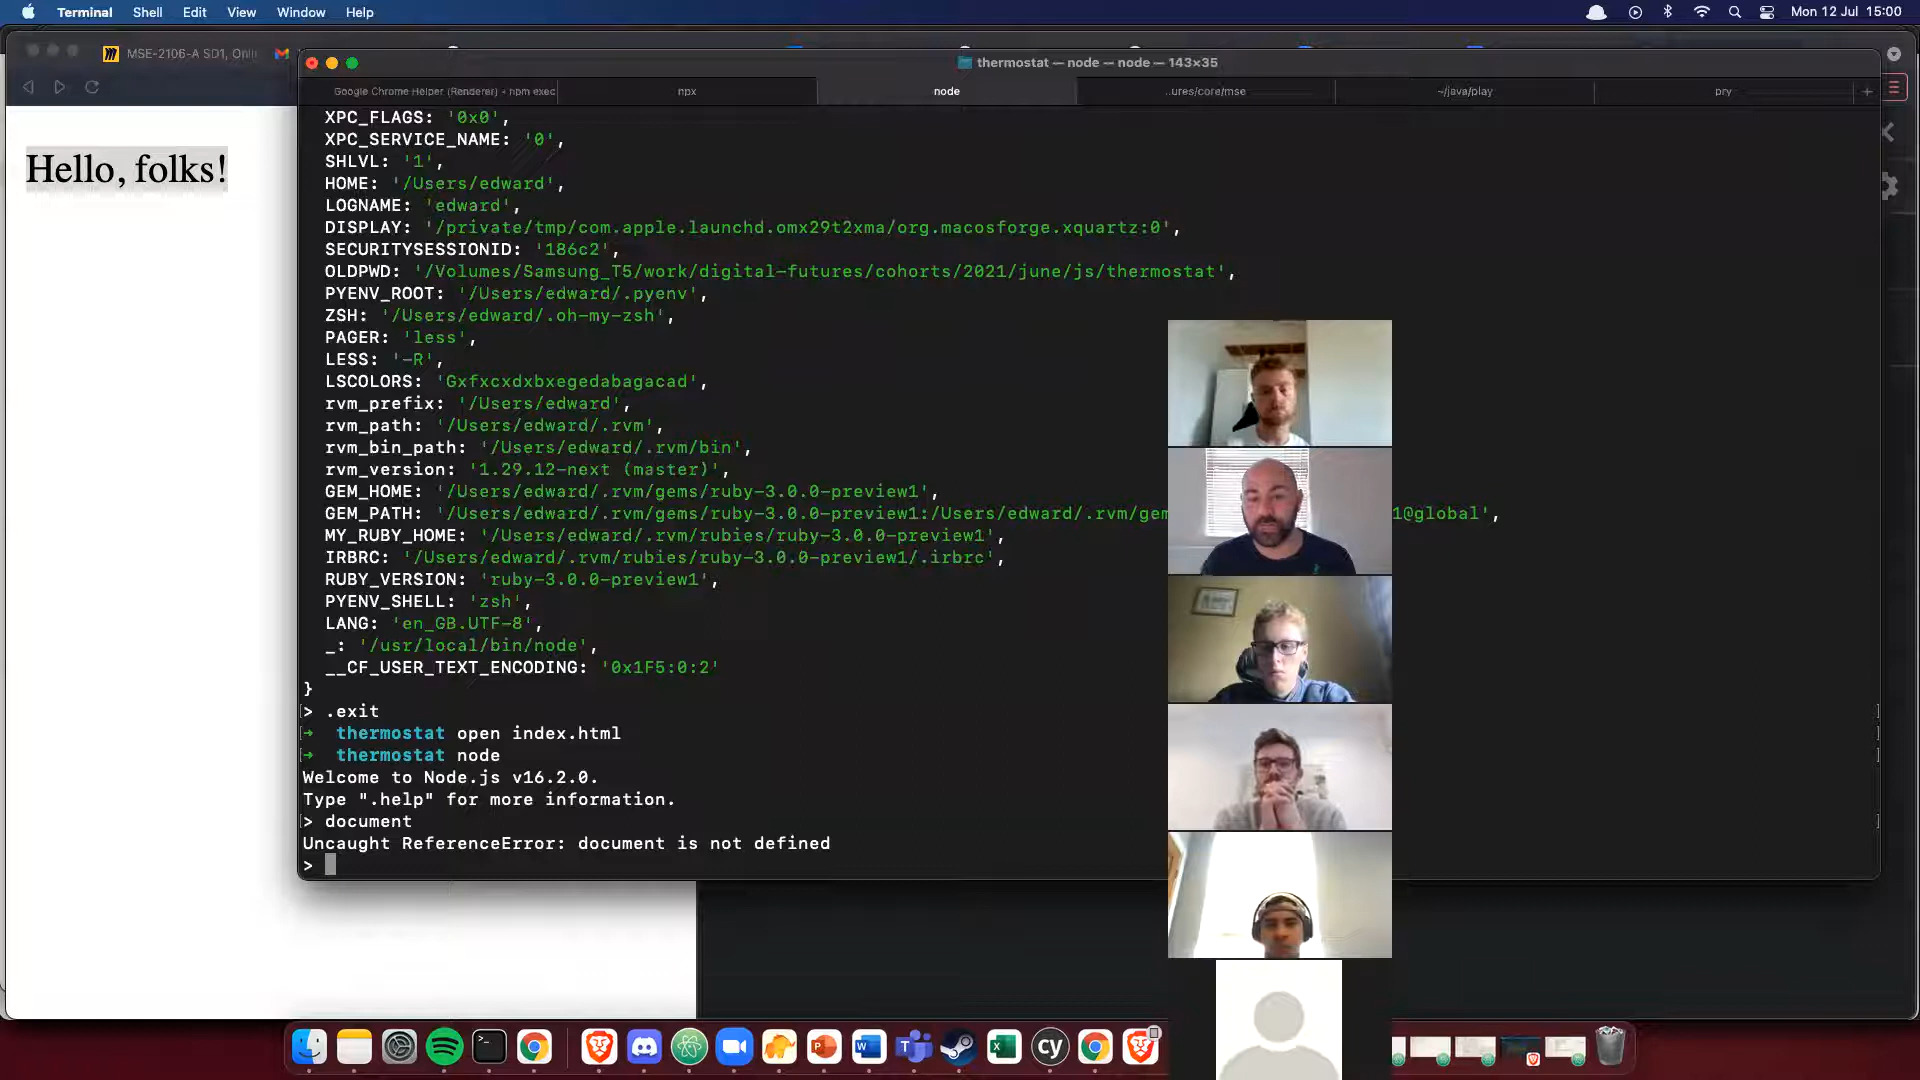 Terminal Shell Edit View Window Help Mon 12 Jul 15:00
MSE-2106-A SD1, Onli
thermostat — node — node — 143×35
Google Chrome Helper (Renderer) ◂ npm exec npx node ..ures/core/mse ~/java/play pry
Hello, folks!
XPC_FLAGS: '0x0',
XPC_SERVICE_NAME: '0',
SHLVL: '1',
HOME: '/Users/edward',
LOGNAME: 'edward',
DISPLAY: '/private/tmp/com.apple.launchd.omx29t2xma/org.macosforge.xquartz:0',
SECURITYSESSIONID: '186c2',
OLDPWD: '/Volumes/Samsung_T5/work/digital-futures/cohorts/2021/june/js/thermostat',
PYENV_ROOT: '/Users/edward/.pyenv',
ZSH: '/Users/edward/.oh-my-zsh',
PAGER: 'less',
LESS: '-R',
LSCOLORS: 'Gxfxcxdxbxegedabagacad',
rvm_prefix: '/Users/edward',
rvm_path: '/Users/edward/.rvm',
rvm_bin_path: '/Users/edward/.rvm/bin',
rvm_version: '1.29.12-next (master)',
GEM_HOME: '/Users/edward/.rvm/gems/ruby-3.0.0-preview1',
GEM_PATH: '/Users/edward/.rvm/gems/ruby-3.0.0-preview1:/Users/edward/.rvm/gem 1@global',
MY_RUBY_HOME: '/Users/edward/.rvm/rubies/ruby-3.0.0-preview1',
IRBRC: '/Users/edward/.rvm/rubies/ruby-3.0.0-preview1/.irbrc',
RUBY_VERSION: 'ruby-3.0.0-preview1',
PYENV_SHELL: 'zsh',
LANG: 'en_GB.UTF-8',
_: '/usr/local/bin/node',
__CF_USER_TEXT_ENCODING: '0x1F5:0:2'
}
> .exit
➜ thermostat open index.html
➜ thermostat node
Welcome to Node.js v16.2.0.
Type ".help" for more information.
> document
Uncaught ReferenceError: document is not defined
>